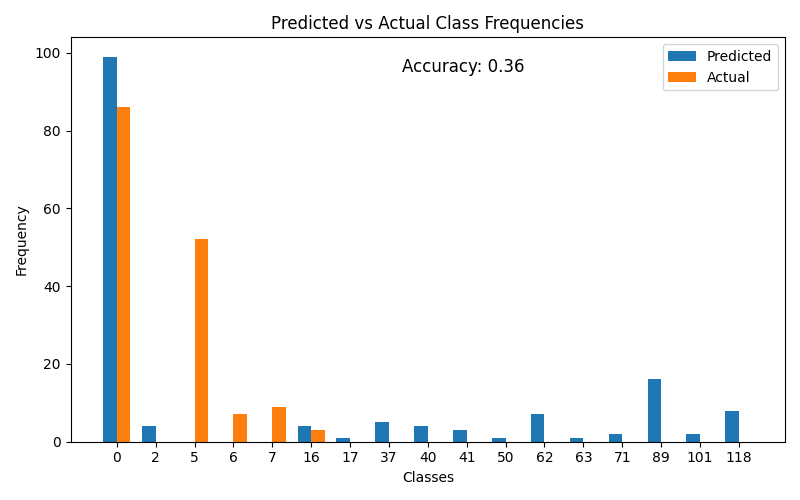 Predicted vs Actual Class Frequencies
Accuracy: 0.36
Predicted
Actual
Frequency
100
80
60
40
20
0
0 2 5 6 7 16 17 37 40 41 50 62 63 71 89 101 118
Classes